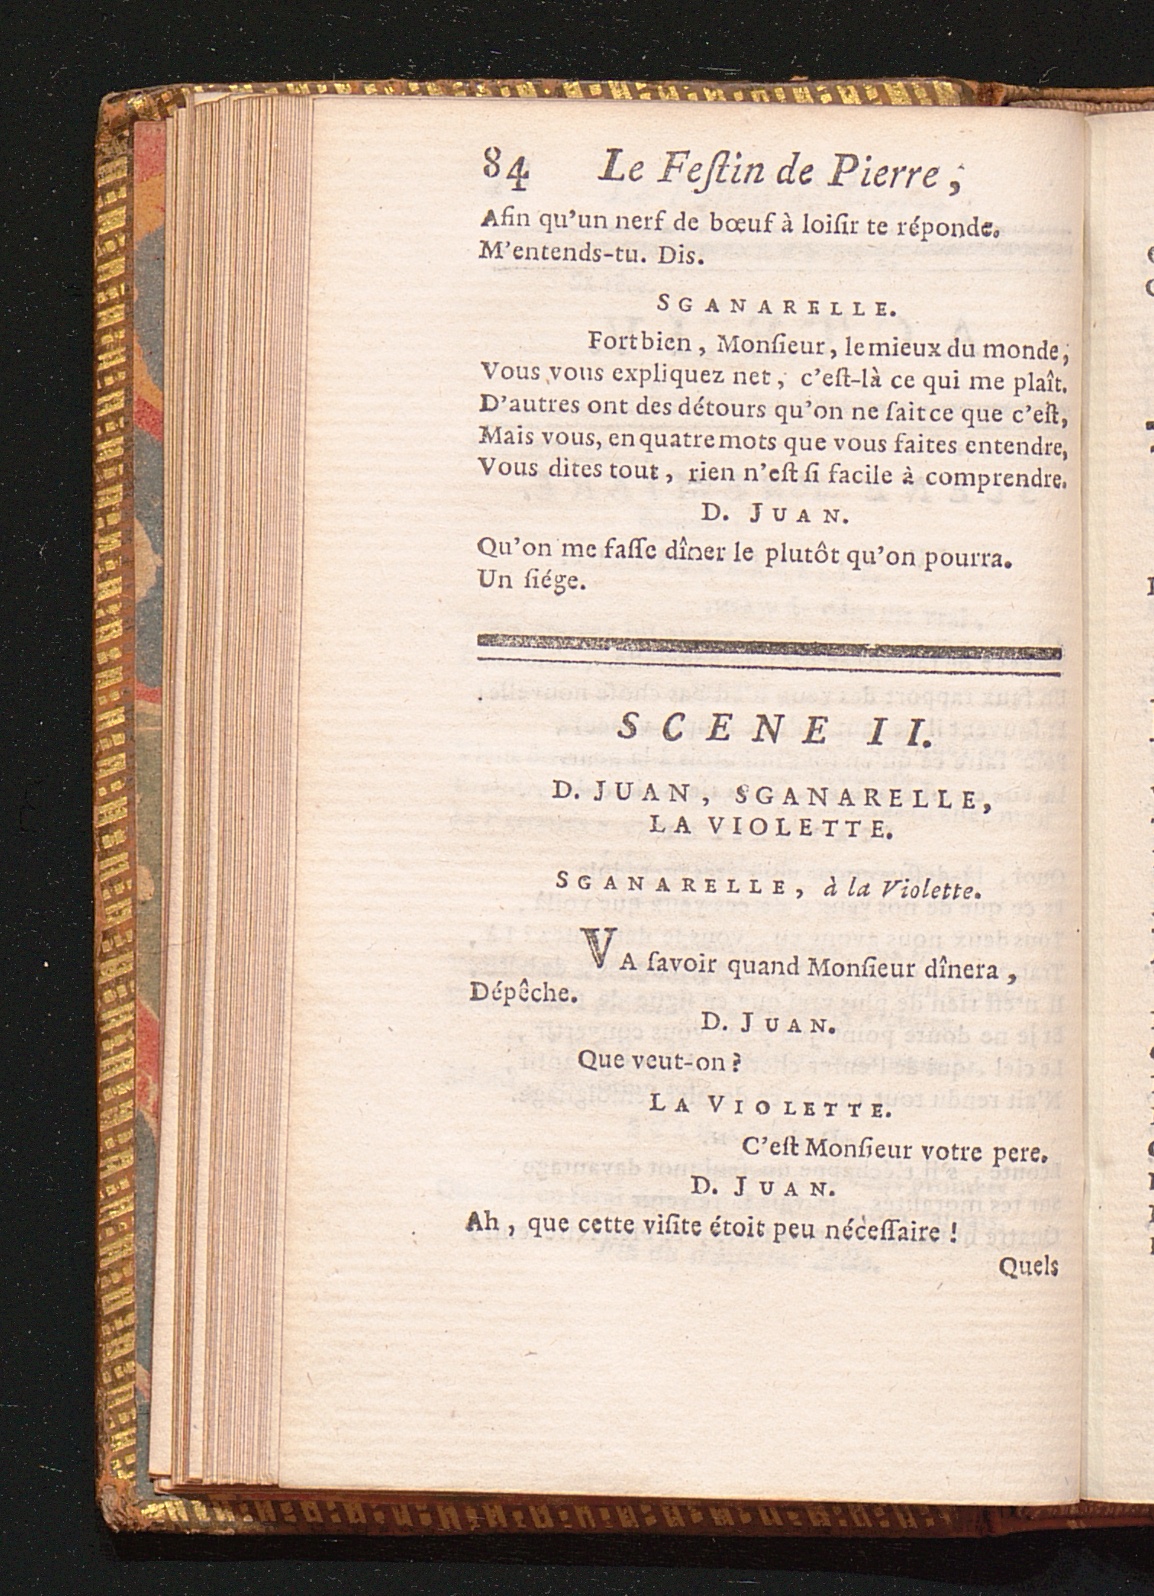 84 Le Feſtin de Pierre ;
Afin qu'un nerf de bœuf à loiſir te réponde.
M'entends-tu. Dis.
SGANARELLE.
Fort bien, Monſieur, le mieux du monde ;
Vous vous expliquez net, c'eſt-là ce qui me plaît.
D'autres ont des détours qu'on ne ſait ce que c'eſt,
Mais vous, en quatre mots que vous faites entendre,
Vous dites tout, rien n'eſt ſi facile à comprendre.
D. JUAN.
Qu'on me faſſe dîner le plutôt qu'on pourra.
Un ſiége.
SCENE II.
D. JUAN, SGANARELLE,
LA VIOLETTE.
SGANARELLE, à la Violette.
VA ſavoir quand Monſieur dînera,
Dépêche.
D. JUAN.
Que veut-on ?
LA VIOLETTE.
C'eſt Monſieur votre pere.
D. JUAN.
Ah, que cette viſite étoit peu néceſſaire !
Quels